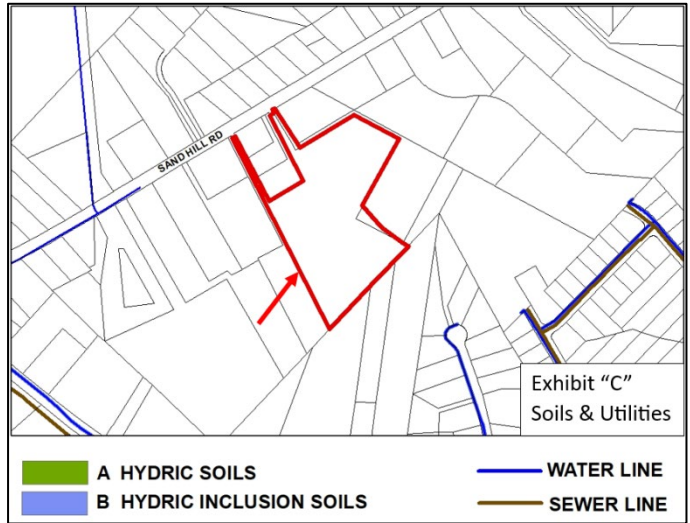 SAND HILL RD
Exhibit “C”
Soils & Utilities
A HYDRIC SOILS
B HYDRIC INCLUSION SOILS
WATER LINE
SEWER LINE